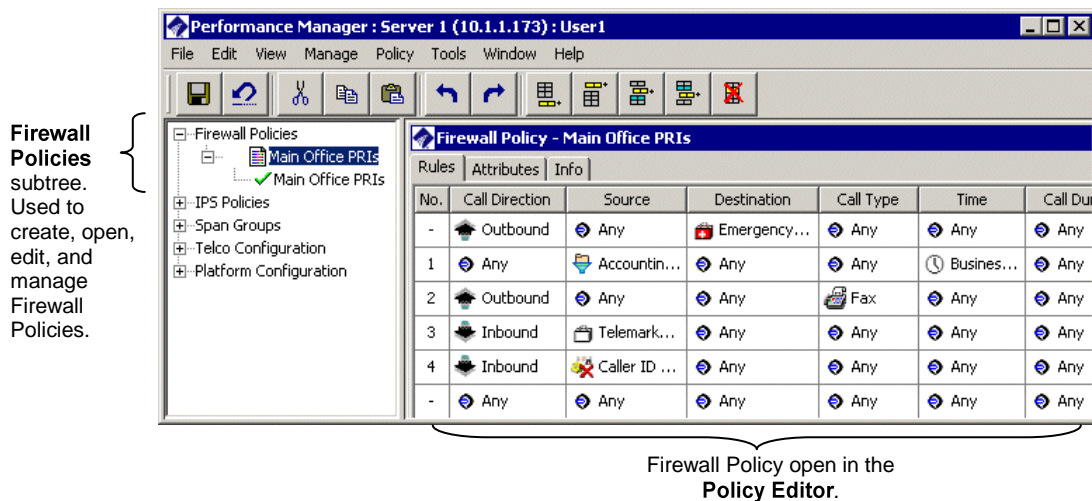 Performance Manager : Server 1 (10.1.1.173) : User1
File Edit View Manage Policy Tools Window Help
Firewall
Policies
subtree.
Used to
create, open,
edit, and
manage
Firewall
Policies.
Firewall Policies
Main Office PRIs
Main Office PRIs
IPS Policies
Span Groups
Telco Configuration
Platform Configuration
Firewall Policy - Main Office PRIs
Rules Attributes Info
No. Call Direction Source Destination Call Type Time Call Dur
- Outbound Any Emergency... Any Any Any
1 Any Accountin... Any Any Busines... Any
2 Outbound Any Any Fax Any Any
3 Inbound Telemark... Any Any Any Any
4 Inbound Caller ID ... Any Any Any Any
- Any Any Any Any Any Any
Firewall Policy open in the
Policy Editor.